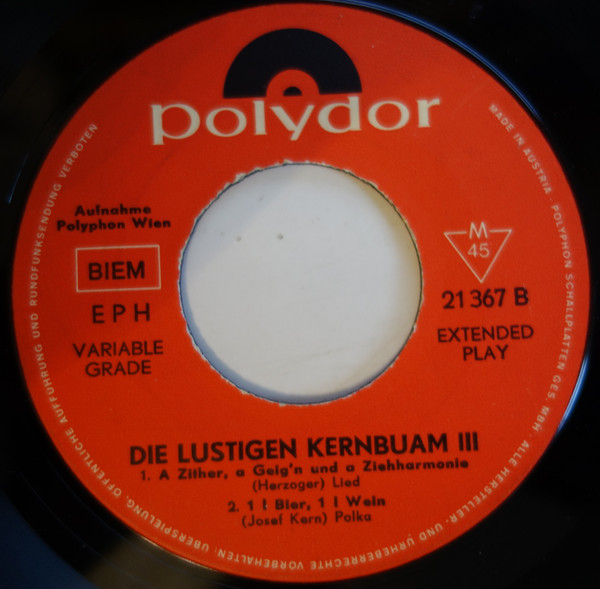 polydor
Aufnahme
Polyphon Wien
BIEM
E P H
VARIABLE
GRADE
M
45
21 367 B
EXTENDED
PLAY
DIE LUSTIGEN KERNBUAM III
1. A Zither, a Geig'n und a Ziehharmonie
(Herzoger) Lied
2. 1 l Bier, 1 l Wein
(Josef Kern) Polka
MADE IN AUSTRIA · POLYPHON SCHALLPLATTEN GES MBH · ALLE HERSTELLER- UND URHEBERRECHTE VORBEHALTEN. ÜBERSPIELUNG, ÖFFENTLICHE AUFFÜHRUNG UND RUNDFUNKSENDUNG VERBOTEN